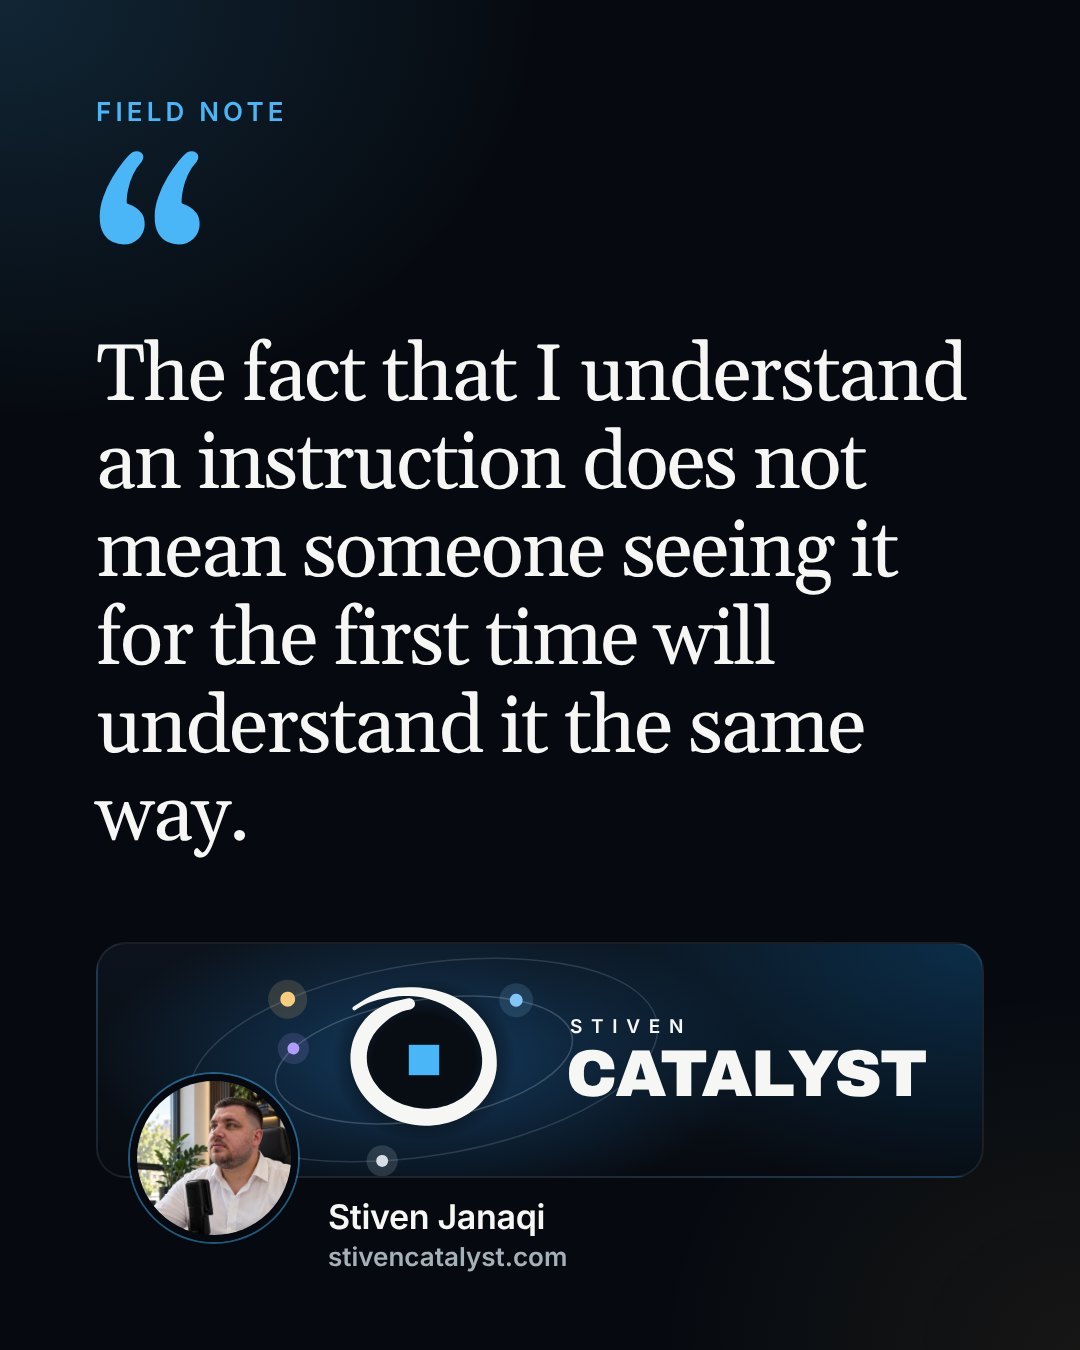 FIELD NOTE
“
The fact that I understand
an instruction does not
mean someone seeing it
for the first time will
understand it the same
way.
STIVEN
CATALYST
Stiven Janaqi
stivencatalyst.com